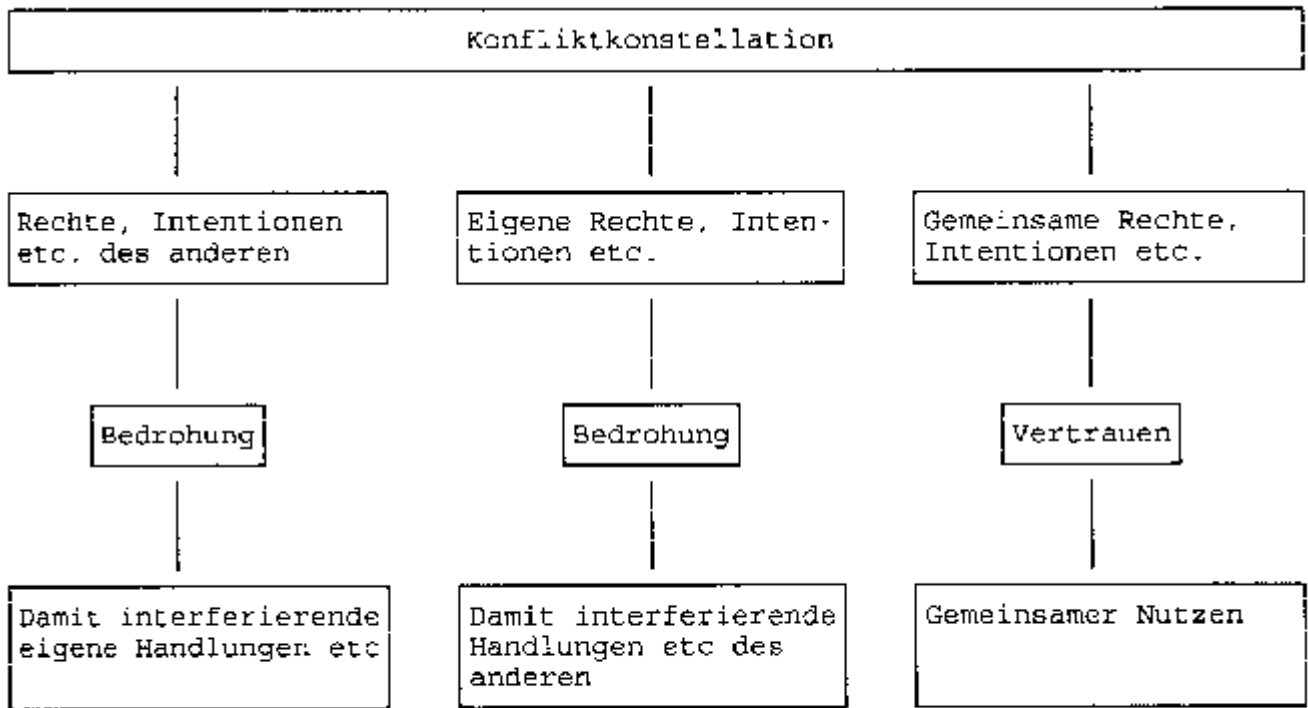 Konfliktkonstellation
Rechte, Intentionen
etc. des anderen
Eigene Rechte, Inten-
tionen etc.
Gemeinsame Rechte,
Intentionen etc.
Bedrohung
Bedrohung
Vertrauen
Damit interferierende
eigene Handlungen etc
Damit interferierende
Handlungen etc des
anderen
Gemeinsamer Nutzen